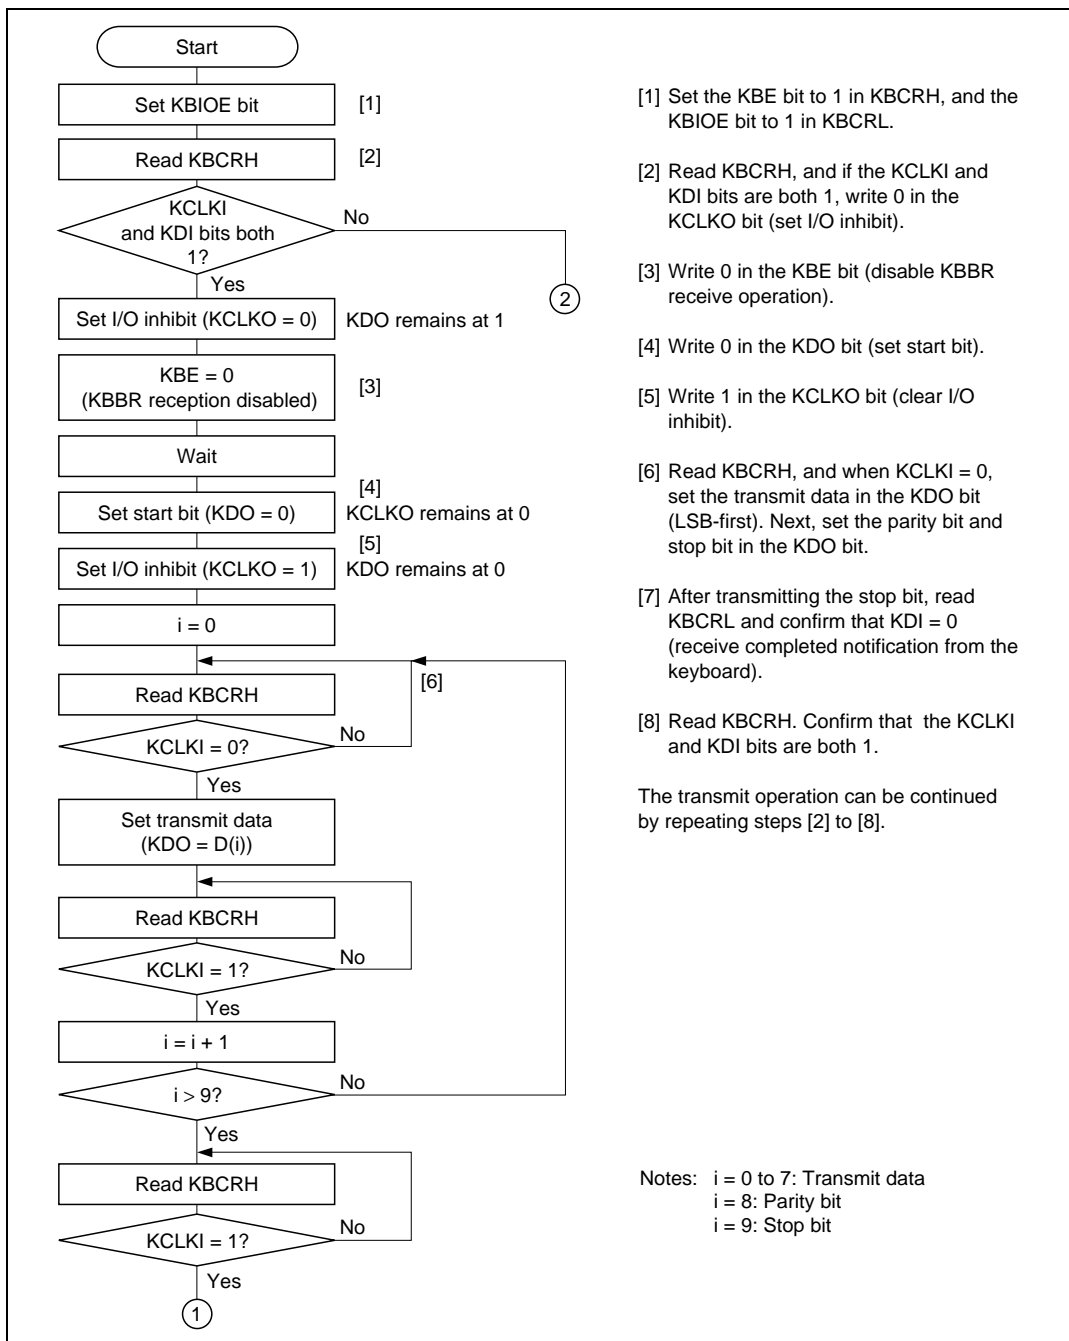 Start
Set KBIOE bit
[1]
Read KBCRH
[2]
KCLKI
and KDI bits both
1?
No
Yes
2
Set I/O inhibit (KCLKO = 0)
KDO remains at 1
KBE = 0
(KBBR reception disabled)
[3]
Wait
[4]
Set start bit (KDO = 0)
KCLKO remains at 0
[5]
Set I/O inhibit (KCLKO = 1)
KDO remains at 0
i = 0
[6]
Read KBCRH
KCLKI = 0?
No
Yes
Set transmit data
(KDO = D(i))
Read KBCRH
KCLKI = 1?
No
Yes
i = i + 1
i > 9?
No
Yes
Read KBCRH
KCLKI = 1?
No
Yes
1
[1] Set the KBE bit to 1 in KBCRH, and the
KBIOE bit to 1 in KBCRL.
[2] Read KBCRH, and if the KCLKI and
KDI bits are both 1, write 0 in the
KCLKO bit (set I/O inhibit).
[3] Write 0 in the KBE bit (disable KBBR
receive operation).
[4] Write 0 in the KDO bit (set start bit).
[5] Write 1 in the KCLKO bit (clear I/O
inhibit).
[6] Read KBCRH, and when KCLKI = 0,
set the transmit data in the KDO bit
(LSB-first). Next, set the parity bit and
stop bit in the KDO bit.
[7] After transmitting the stop bit, read
KBCRL and confirm that KDI = 0
(receive completed notification from the
keyboard).
[8] Read KBCRH. Confirm that the KCLKI
and KDI bits are both 1.
The transmit operation can be continued
by repeating steps [2] to [8].
Notes: i = 0 to 7: Transmit data
i = 8: Parity bit
i = 9: Stop bit